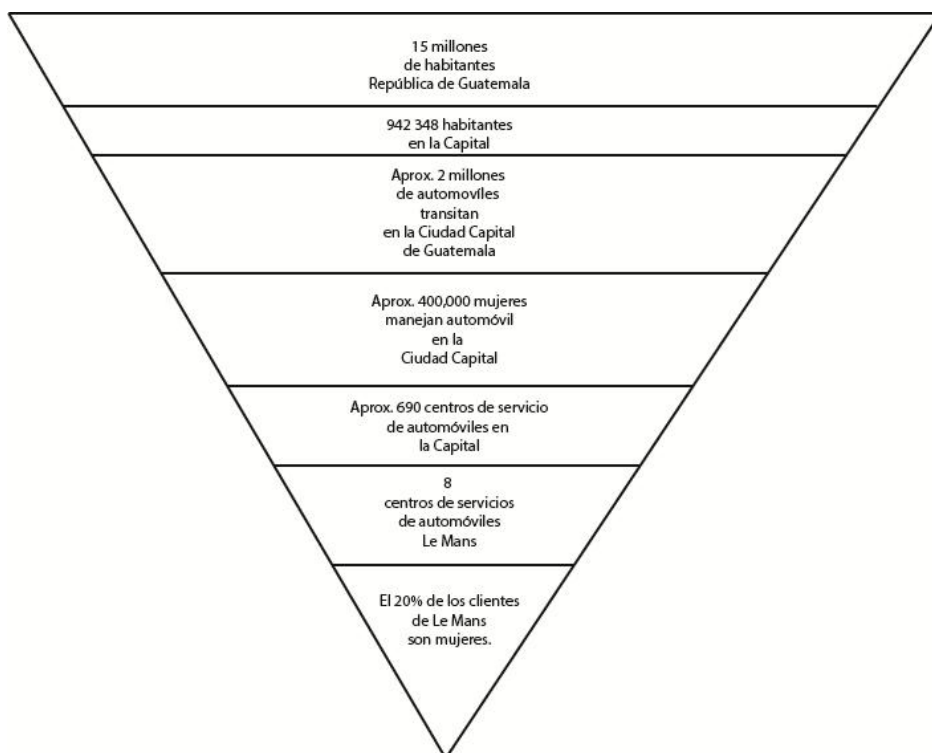 15 millones
de habitantes
República de Guatemala
942 348 habitantes
en la Capital
Aprox. 2 millones
de automovíles
transitan
en la Ciudad Capital
de Guatemala
Aprox. 400,000 mujeres
manejan automóvil
en la
Ciudad Capital
Aprox. 690 centros de servicio
de automóviles en
la Capital
8
centros de servicios
de automóviles
Le Mans
El 20% de los clientes
de Le Mans
son mujeres.